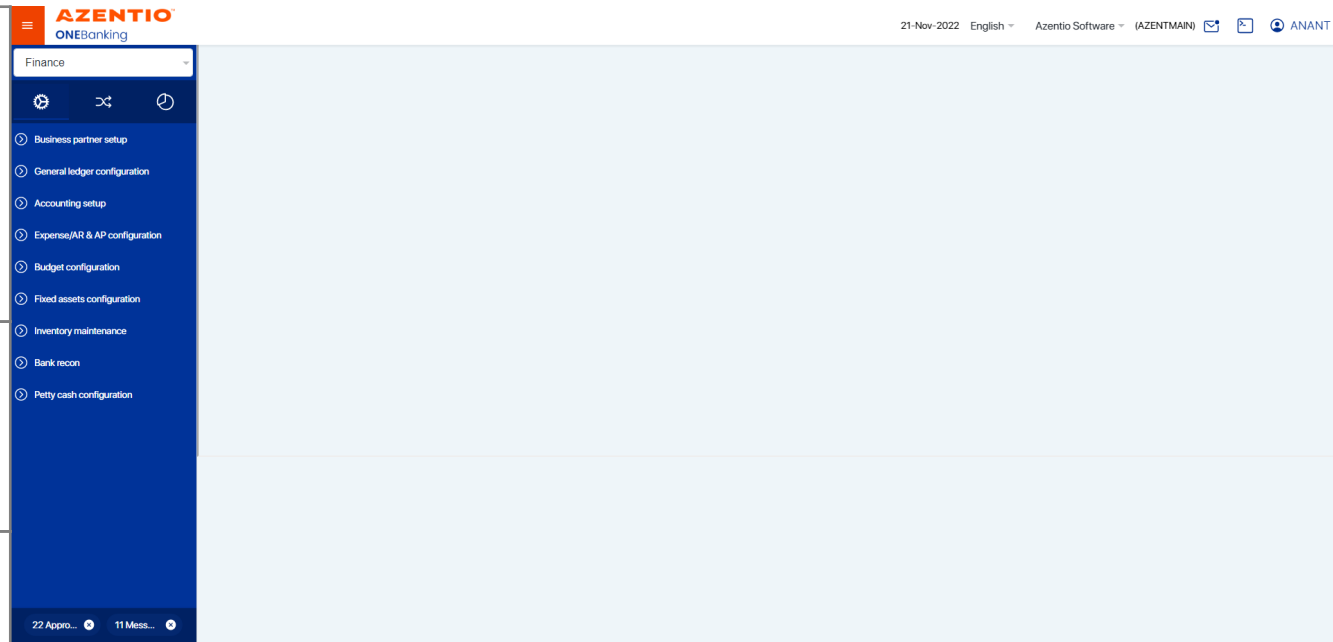 AZENTIO™
ONEBanking
21-Nov-2022 English Azentio Software (AZENTMAIN) ANANT
Finance
Business partner setup
General ledger configuration
Accounting setup
Expense/AR & AP configuration
Budget configuration
Fixed assets configuration
Inventory maintenance
Bank recon
Petty cash configuration
22 Appro... 11 Mess...